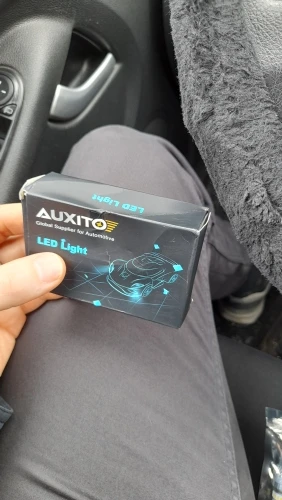 LED Light
AUXITO
Global Supplier for Automotive
LED Light